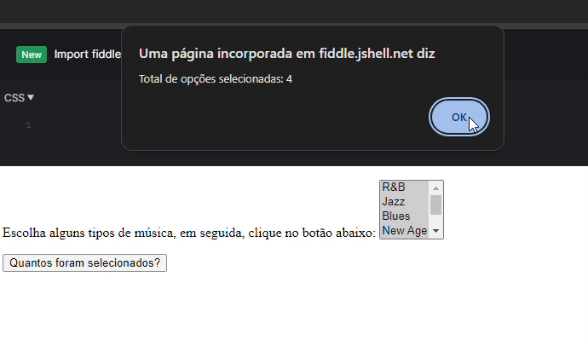 New Import fiddle
Uma página incorporada em fiddle.jshell.net diz
Total de opções selecionadas: 4
OK
CSS ▼
1
R&B
Jazz
Blues
New Age
Escolha alguns tipos de música, em seguida, clique no botão abaixo:
Quantos foram selecionados?